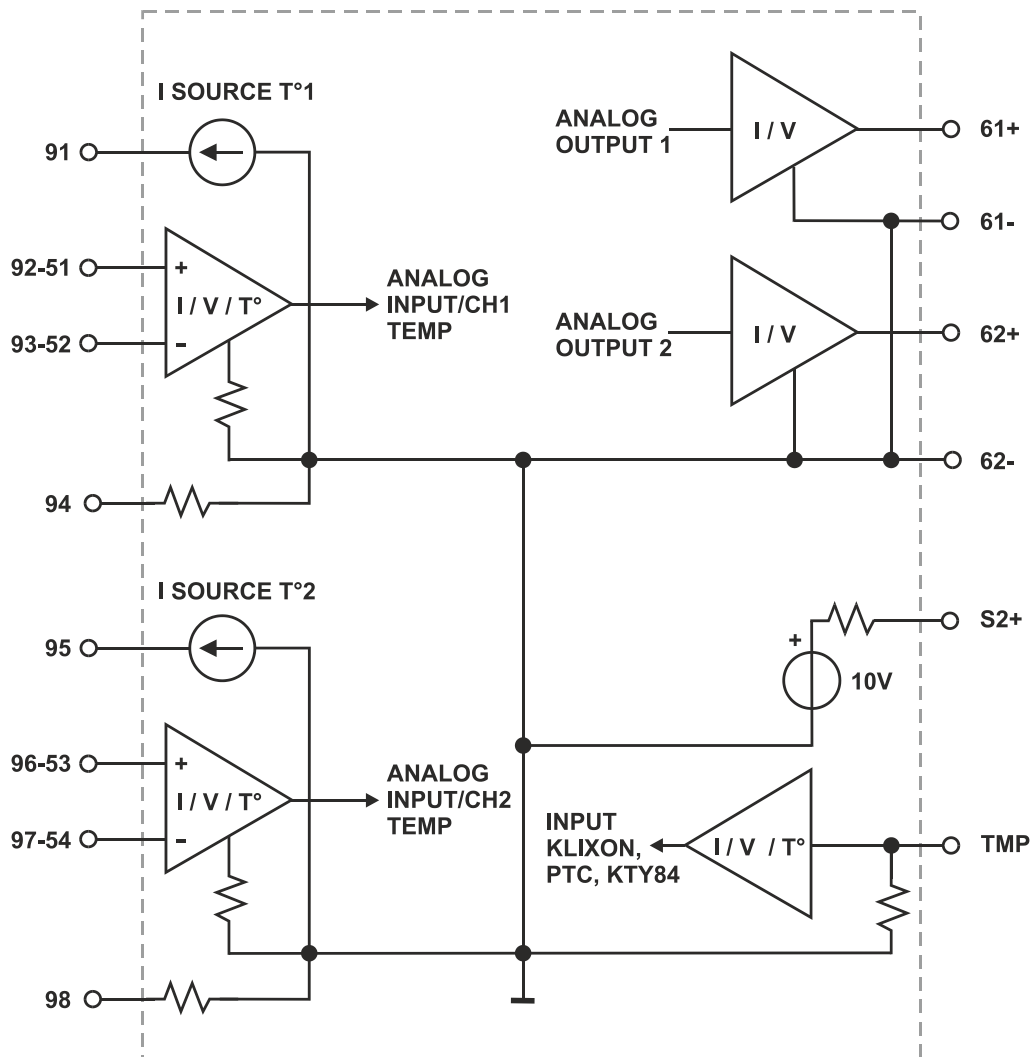 I SOURCE T°1
91
92-51
+
I / V / T°
93-52
−
ANALOG
INPUT/CH1
TEMP
94
ANALOG
OUTPUT 1
I / V
61+
61-
ANALOG
OUTPUT 2
I / V
62+
62-
I SOURCE T°2
95
96-53
+
I / V / T°
97-54
−
ANALOG
INPUT/CH2
TEMP
98
S2+
+
10V
INPUT
KLIXON,
PTC, KTY84
I / V / T°
TMP